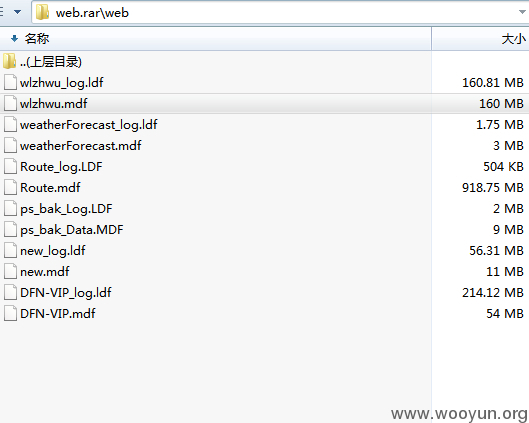 web.rar\web
名称 大小
..(上层目录)
wlzhwu_log.ldf 160.81 MB
wlzhwu.mdf 160 MB
weatherForecast_log.ldf 1.75 MB
weatherForecast.mdf 3 MB
Route_log.LDF 504 KB
Route.mdf 918.75 MB
ps_bak_Log.LDF 2 MB
ps_bak_Data.MDF 9 MB
new_log.ldf 56.31 MB
new.mdf 11 MB
DFN-VIP_log.ldf 214.12 MB
DFN-VIP.mdf 54 MB
www.wooyun.org